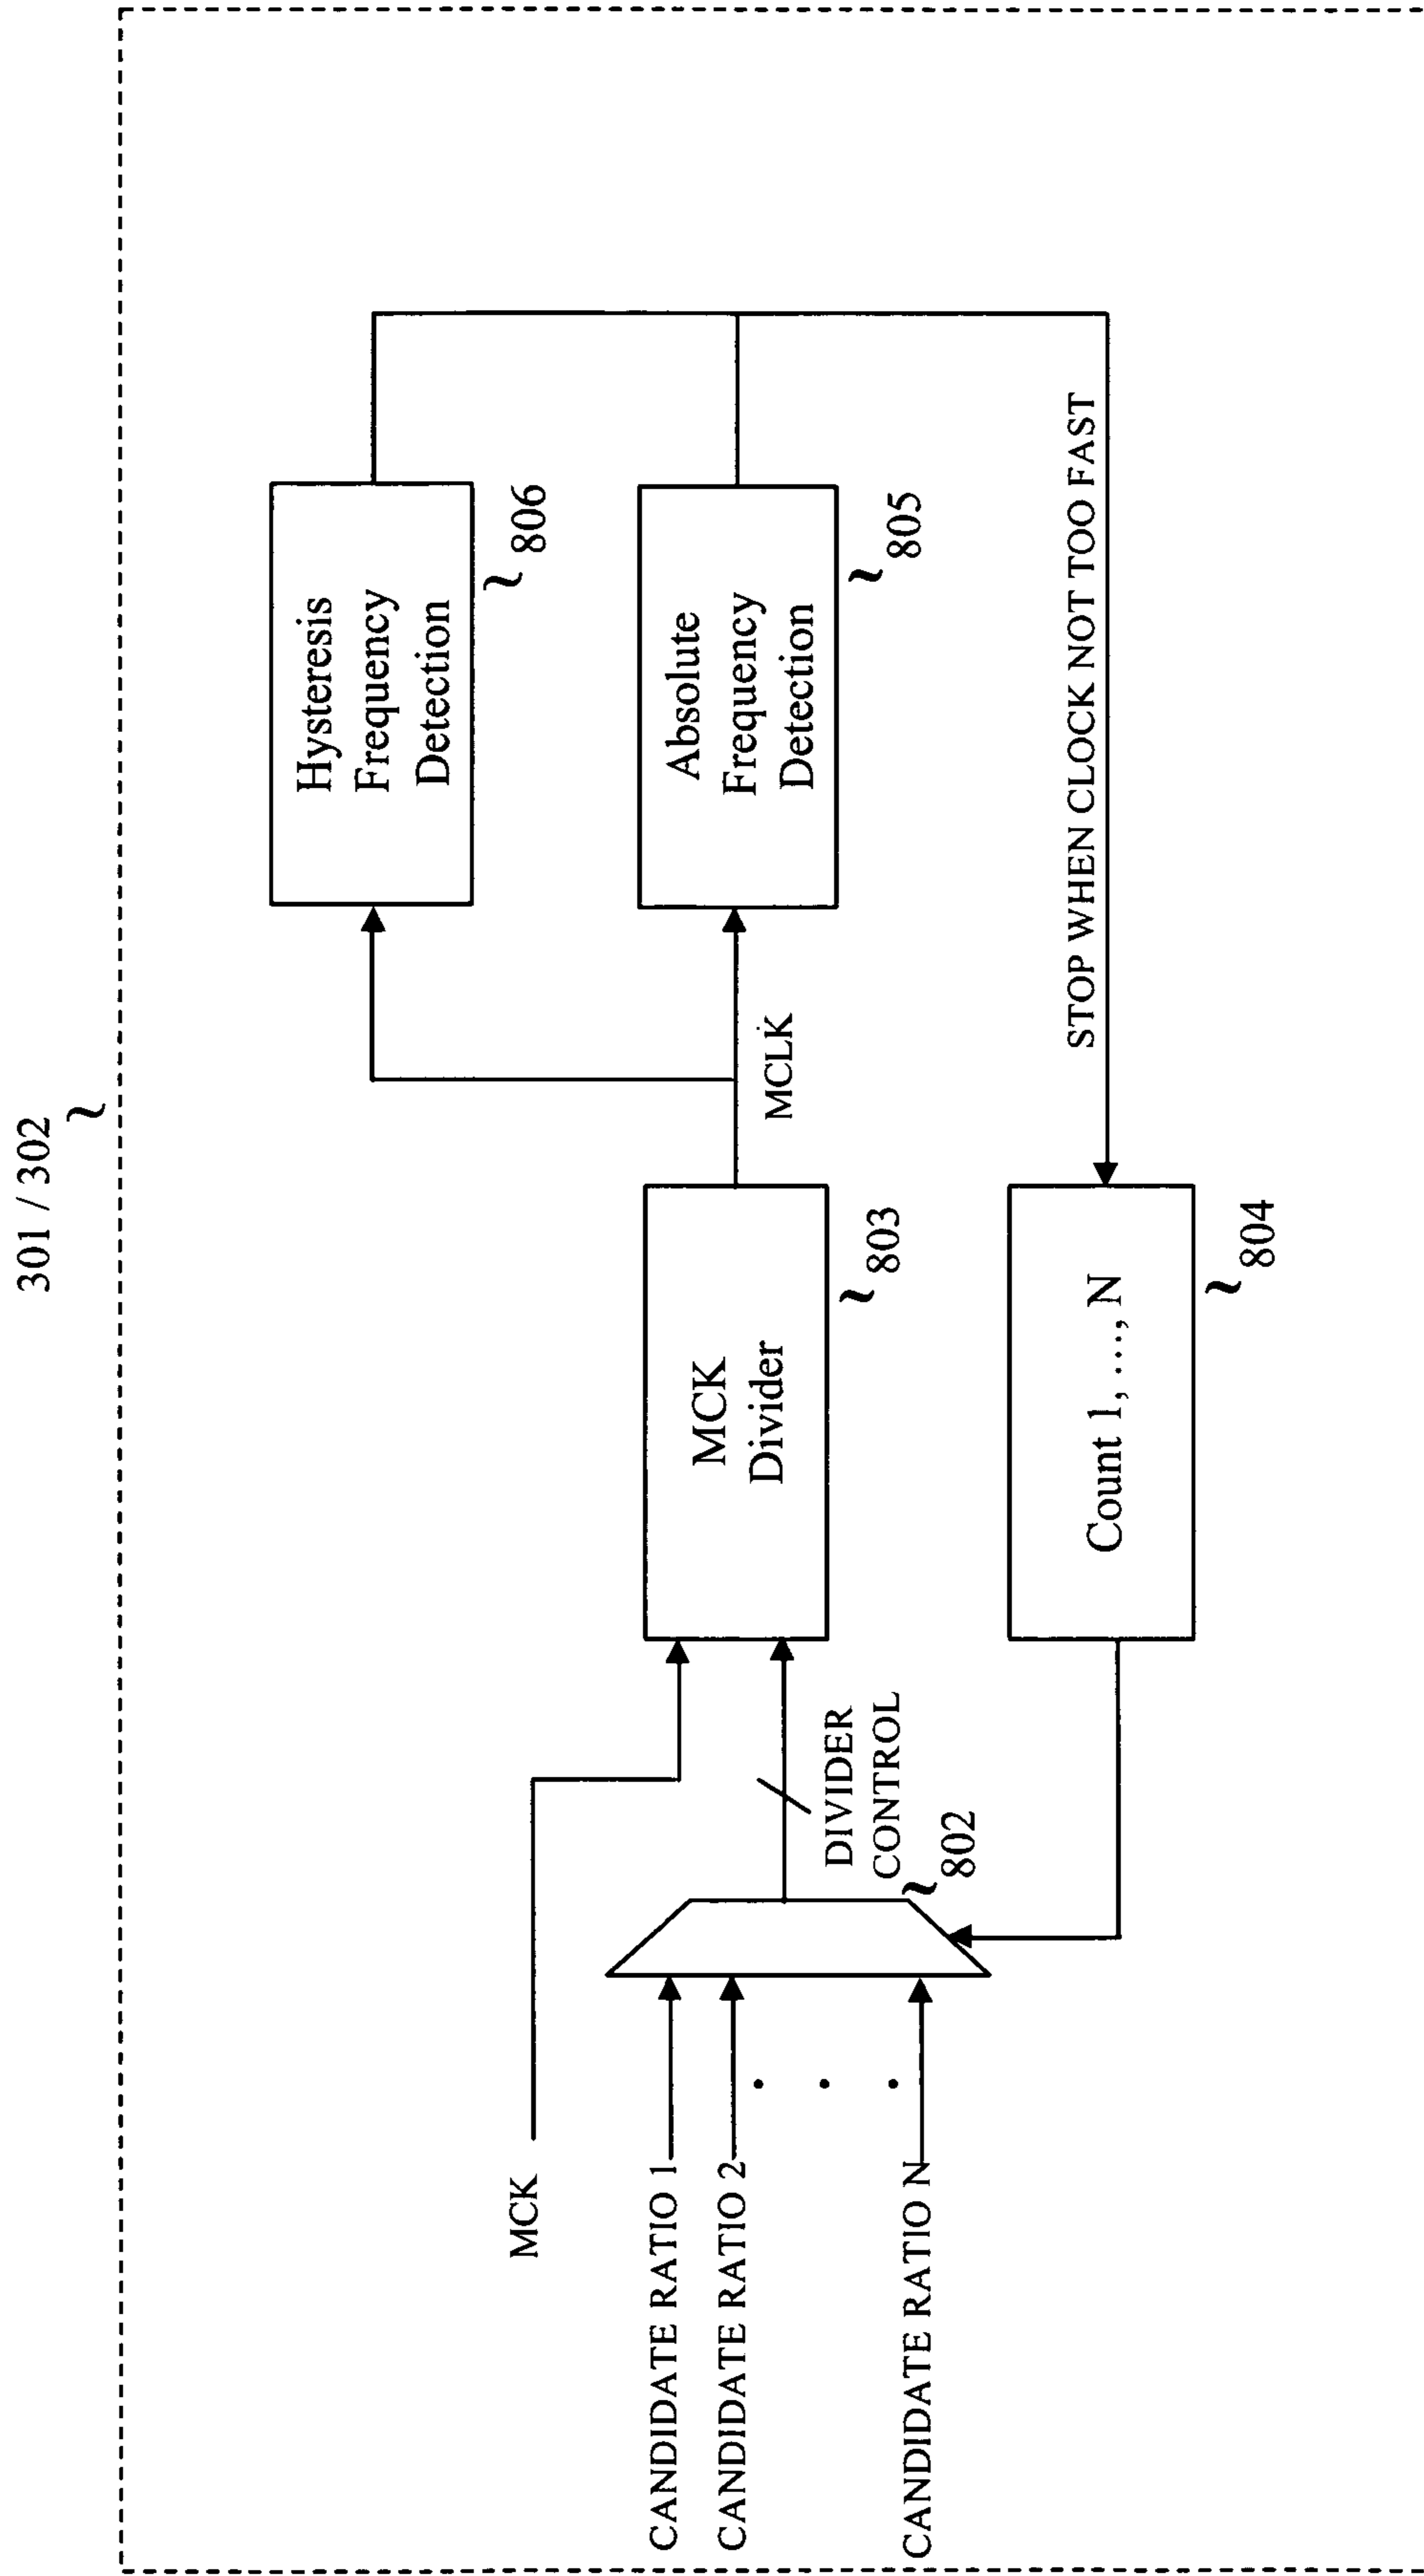 301 / 302
MCK
CANDIDATE RATIO 1
CANDIDATE RATIO 2
CANDIDATE RATIO N
DIVIDER
CONTROL
802
MCK
Divider
803
MCLK
Hysteresis
Frequency
Detection
806
Absolute
Frequency
Detection
805
STOP WHEN CLOCK NOT TOO FAST
Count 1, ...., N
804